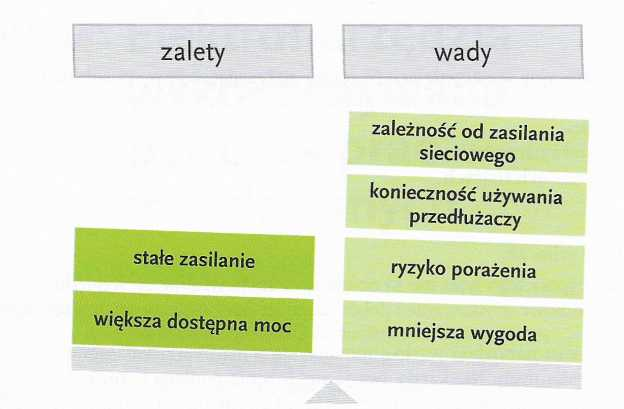 zalety
stałe zasilanie
większa dostępna moc
wady
zależność od zasilania
sieciowego
konieczność używania
przedłużaczy
ryzyko porażenia
mniejsza wygoda